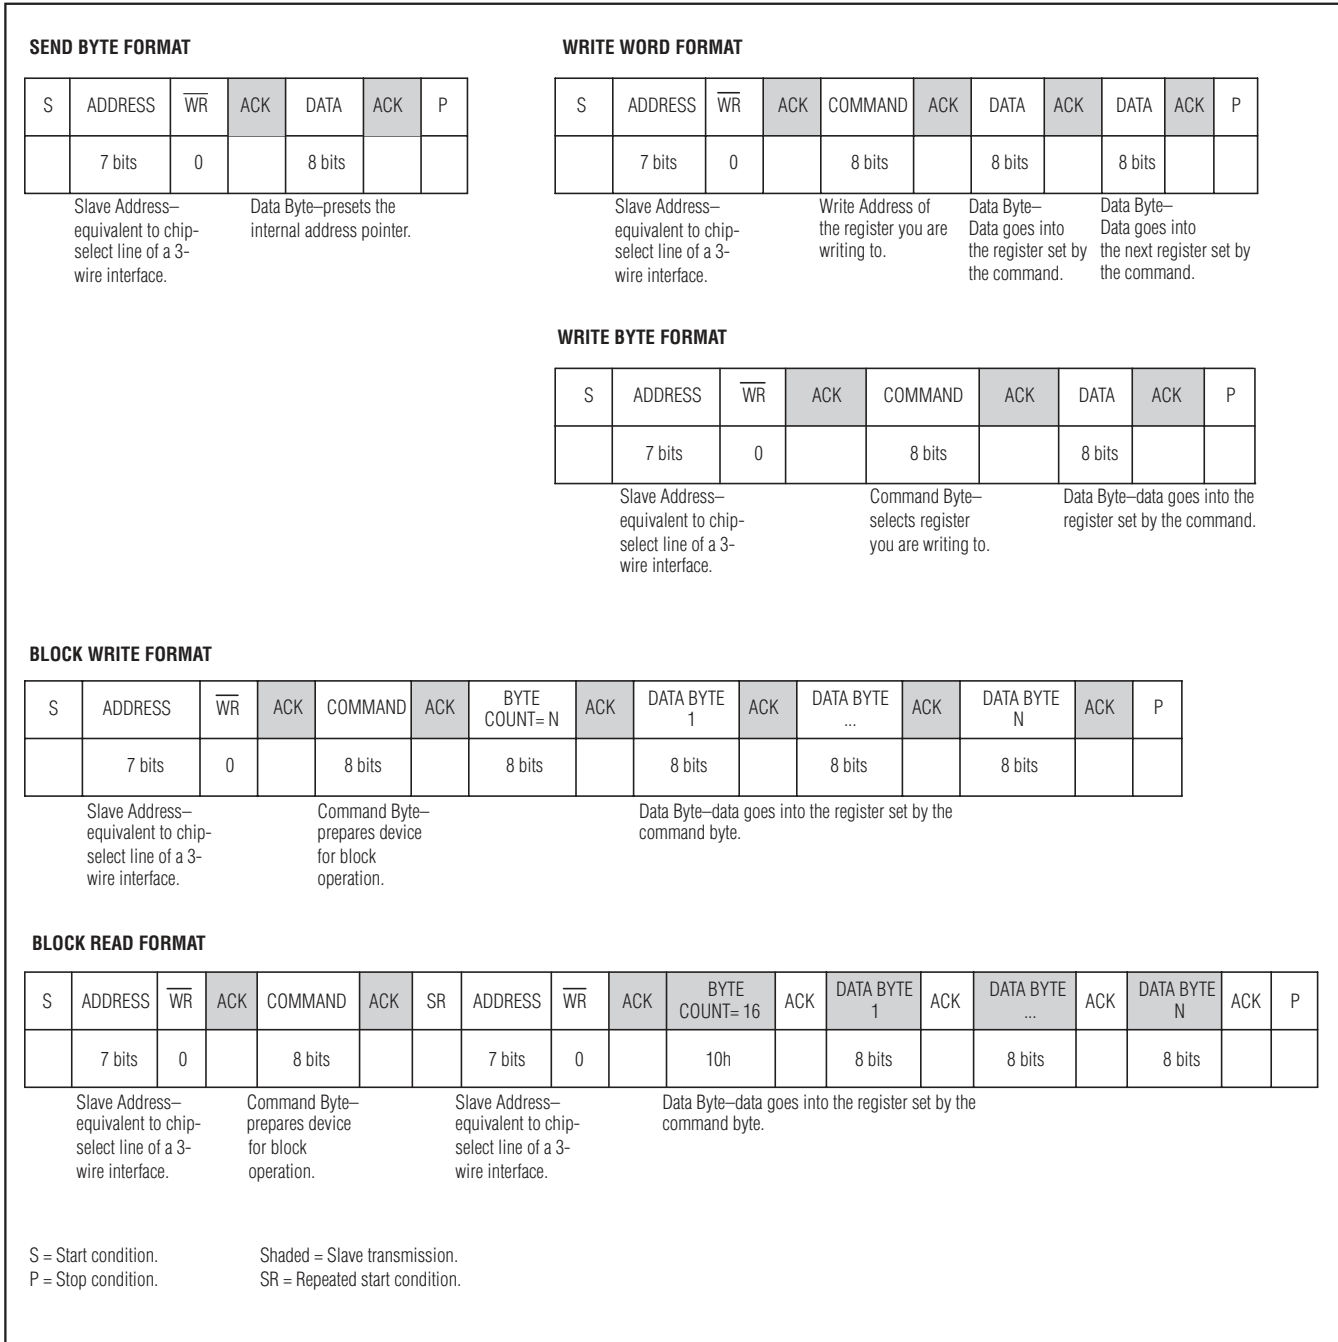 SEND BYTE FORMAT
S ADDRESS WR ACK DATA ACK P
7 bits 0 8 bits
Slave Address–
equivalent to chip-
select line of a 3-
wire interface.
Data Byte–presets the
internal address pointer.
WRITE WORD FORMAT
S ADDRESS WR ACK COMMAND ACK DATA ACK DATA ACK P
7 bits 0 8 bits 8 bits 8 bits
Slave Address–
equivalent to chip-
select line of a 3-
wire interface.
Write Address of
the register you are
writing to.
Data Byte–
Data goes into
the register set by
the command.
Data Byte–
Data goes into
the next register set by
the command.
WRITE BYTE FORMAT
S ADDRESS WR ACK COMMAND ACK DATA ACK P
7 bits 0 8 bits 8 bits
Slave Address–
equivalent to chip-
select line of a 3-
wire interface.
Command Byte–
selects register
you are writing to.
Data Byte–data goes into the
register set by the command.
BLOCK WRITE FORMAT
S ADDRESS WR ACK COMMAND ACK BYTE COUNT= N ACK DATA BYTE 1 ACK DATA BYTE ... ACK DATA BYTE N ACK P
7 bits 0 8 bits 8 bits 8 bits 8 bits 8 bits
Slave Address–
equivalent to chip-
select line of a 3-
wire interface.
Command Byte–
prepares device
for block
operation.
Data Byte–data goes into the register set by the
command byte.
BLOCK READ FORMAT
S ADDRESS WR ACK COMMAND ACK SR ADDRESS WR ACK BYTE COUNT= 16 ACK DATA BYTE 1 ACK DATA BYTE ... ACK DATA BYTE N ACK P
7 bits 0 8 bits 7 bits 0 10h 8 bits 8 bits 8 bits
Slave Address–
equivalent to chip-
select line of a 3-
wire interface.
Command Byte–
prepares device
for block
operation.
Slave Address–
equivalent to chip-
select line of a 3-
wire interface.
Data Byte–data goes into the register set by the
command byte.
S = Start condition.
P = Stop condition.
Shaded = Slave transmission.
SR = Repeated start condition.